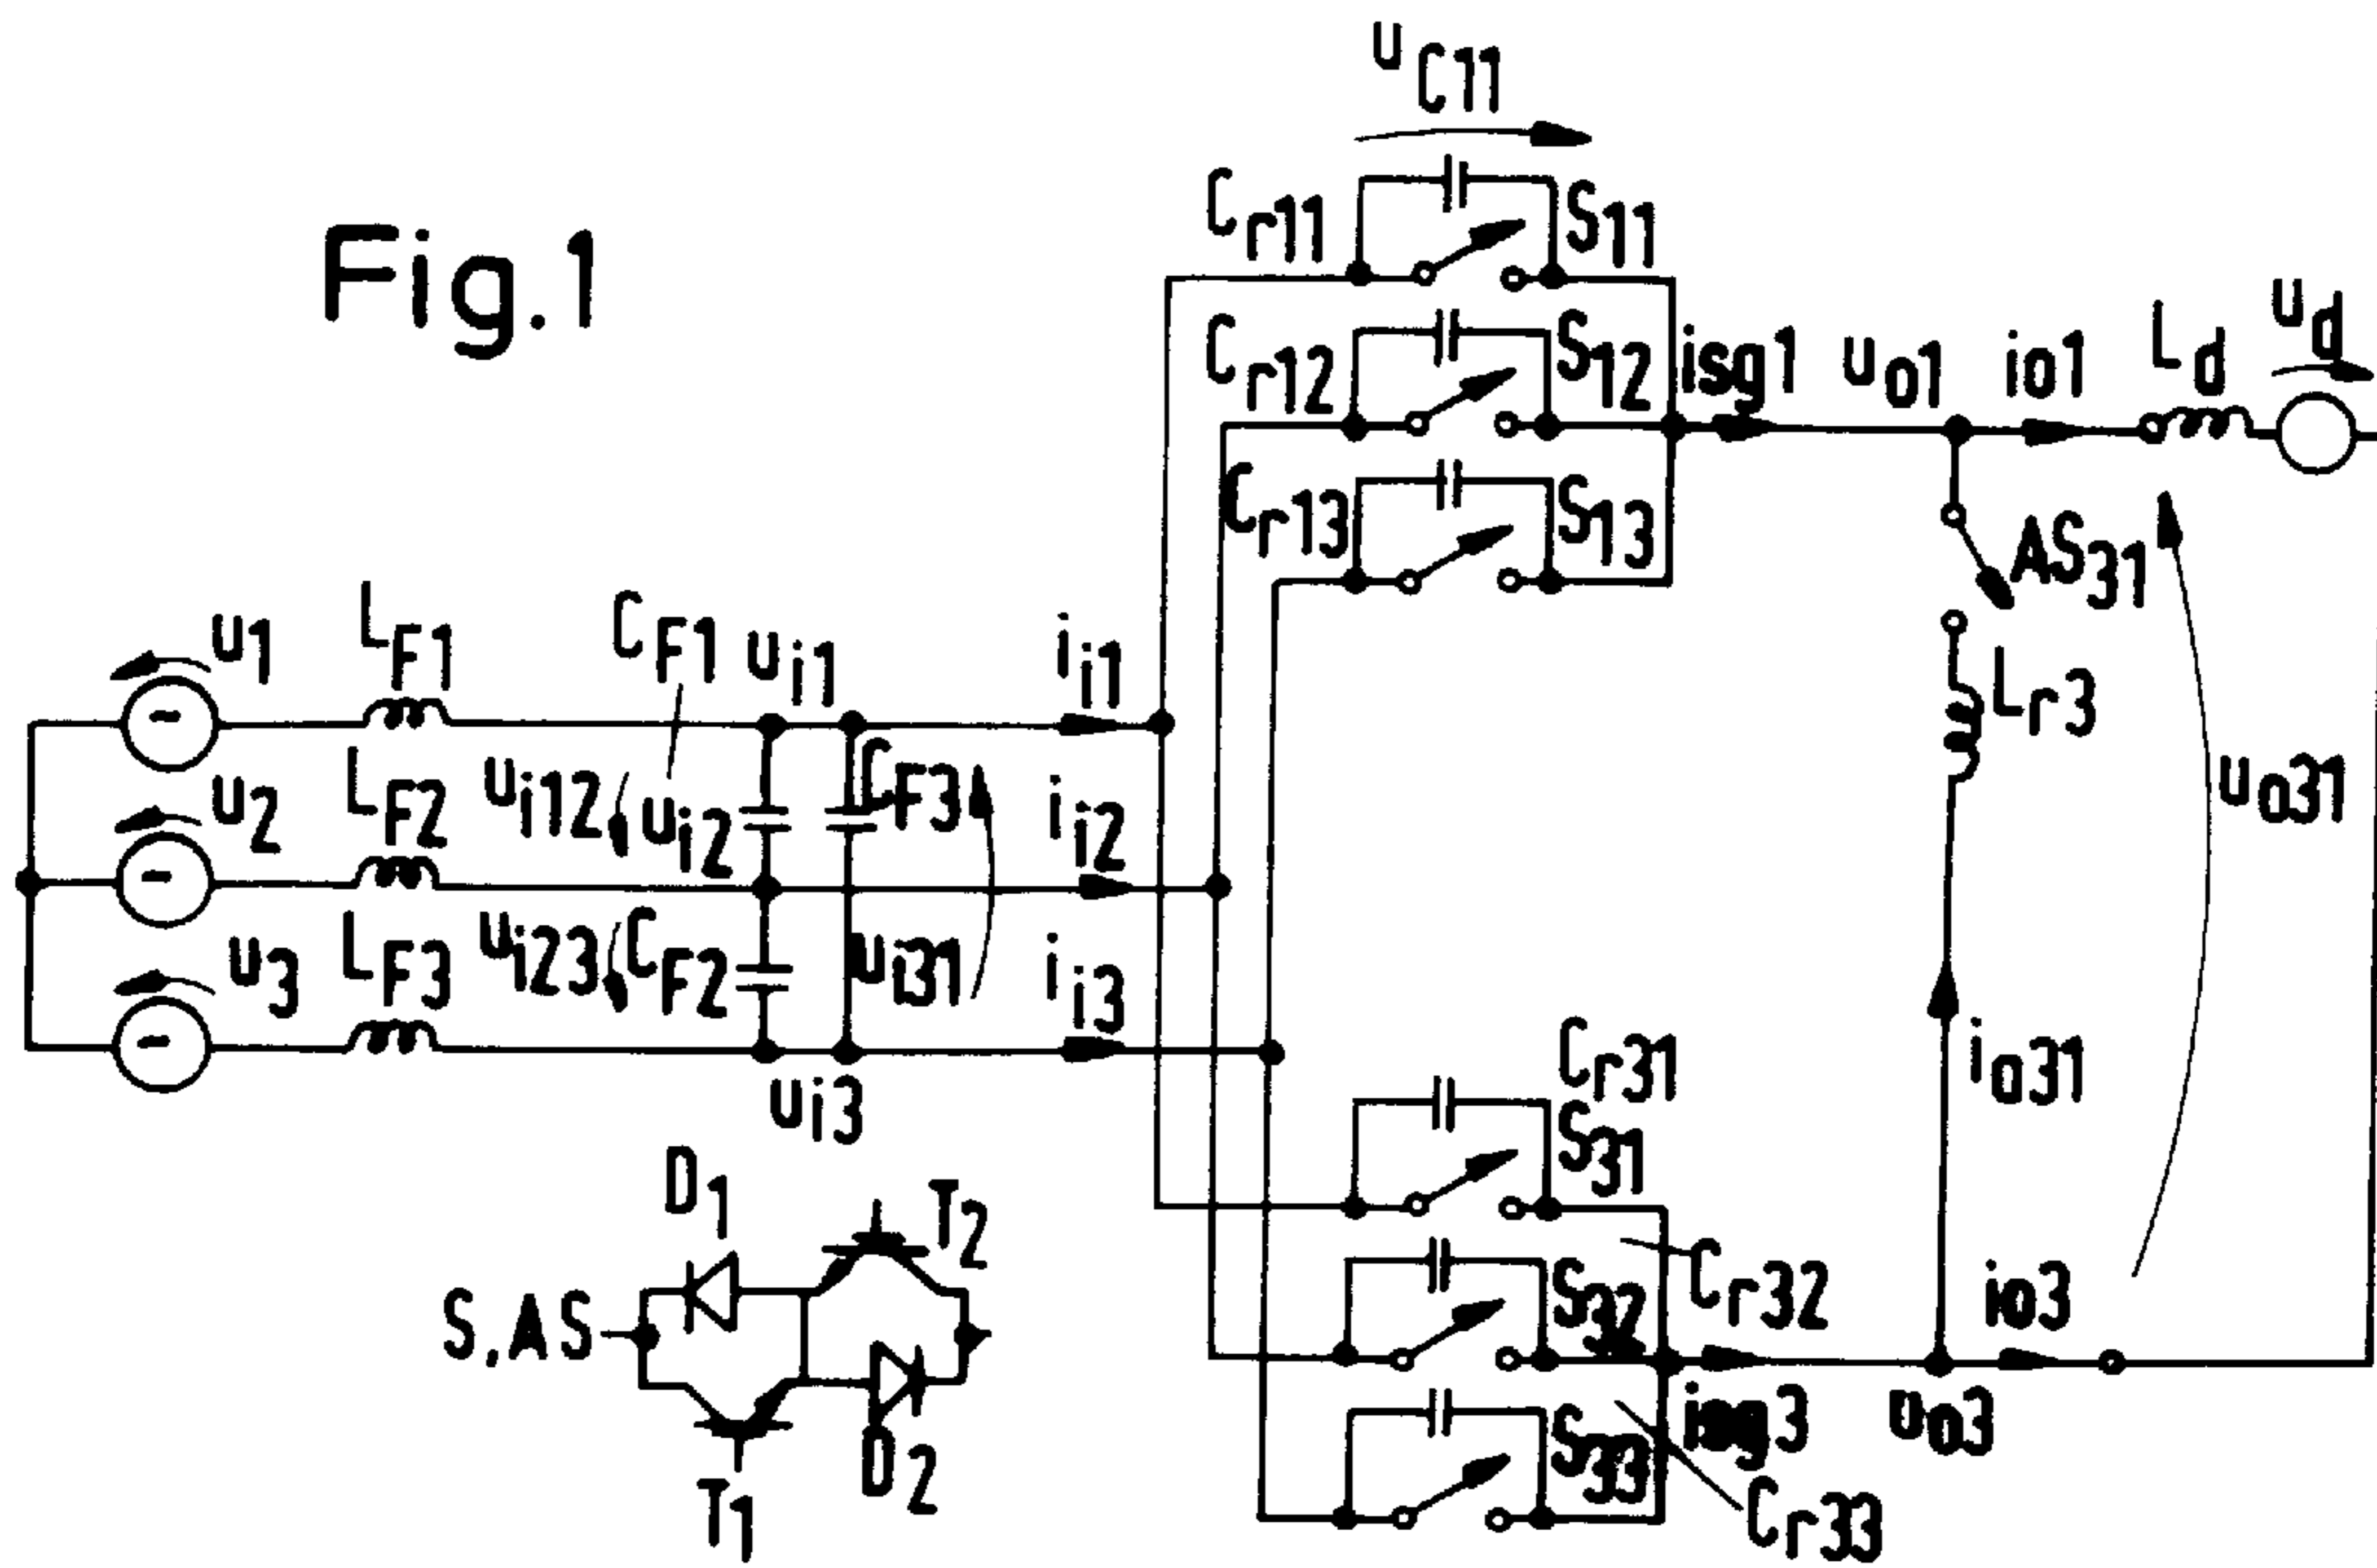 Fig.1
uC11
Cr11
S11
Cr12
S12
isg1
uo1
io1
Ld
ud
Cr13
S13
AS31
u1
LF1
CF1
ui1
ii1
Lr3
u2
LF2
ui12
ui2
CF3
ii2
uo31
u3
LF3
ui23
CF2
ui31
ii3
ia31
ui3
Cr31
S31
D1
T2
Cr32
S32
io3
S,AS
S33
uo3
D2
T1
Cr33